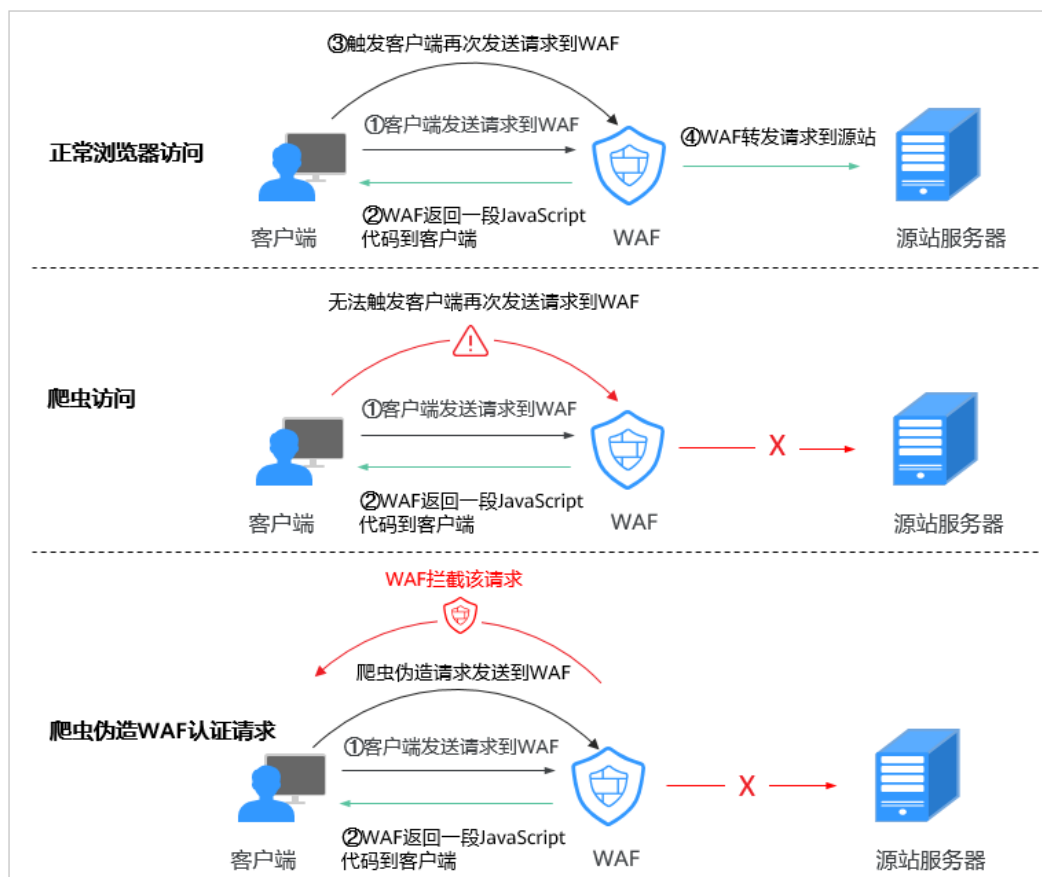 ③触发客户端再次发送请求到WAF
①客户端发送请求到WAF
④WAF转发请求到源站
正常浏览器访问
②WAF返回一段JavaScript
代码到客户端
客户端
WAF
源站服务器
无法触发客户端再次发送请求到WAF
爬虫访问
①客户端发送请求到WAF
X
②WAF返回一段JavaScript
代码到客户端
客户端
WAF
源站服务器
WAF拦截该请求
爬虫伪造请求发送到WAF
爬虫伪造WAF认证请求
①客户端发送请求到WAF
X
②WAF返回一段JavaScript
代码到客户端
客户端
WAF
源站服务器